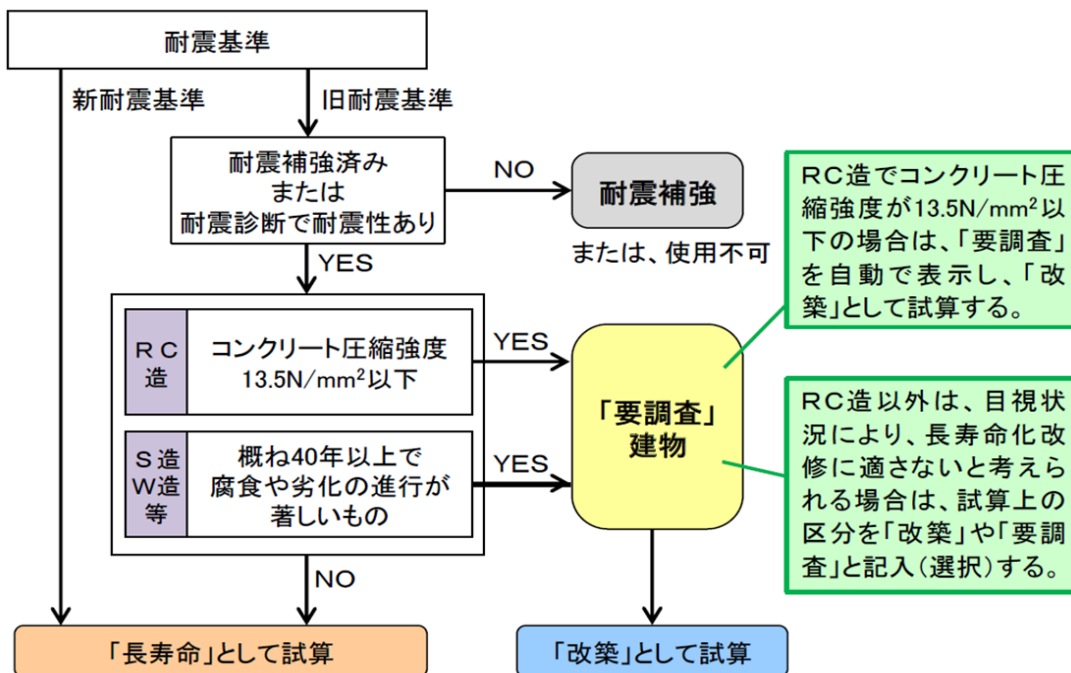 耐震基準
新耐震基準
旧耐震基準
耐震補強済み
または
耐震診断で耐震性あり
NO
耐震補強
または、使用不可
YES
RC
造
コンクリート圧縮強度
13.5N/mm²以下
YES
S造
W造
等
概ね40年以上で
腐食や劣化の進行が
著しいもの
YES
「要調査」
建物
NO
「長寿命」として試算
「改築」として試算
RC造でコンクリート圧
縮強度が13.5N/mm²以
下の場合は、「要調査」
を自動で表示し、「改
築」として試算する。
RC造以外は、目視状
況により、長寿命化改
修に適さないと考えら
れる場合は、試算上の
区分を「改築」や「要調
査」と記入(選択)する。